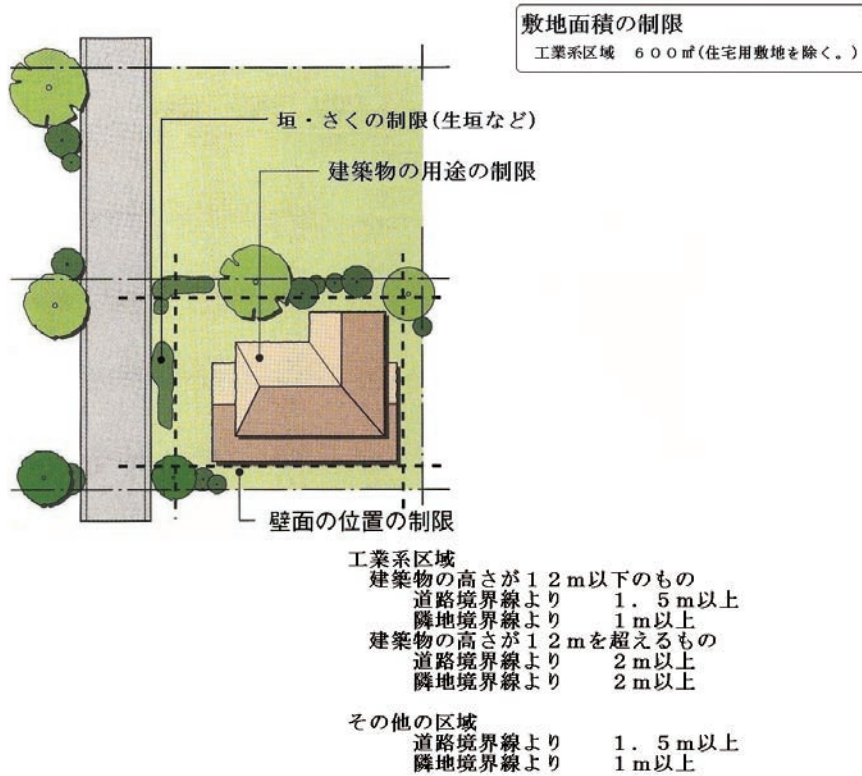 敷地面積の制限
工業系区域　６００㎡(住宅用敷地を除く。)
垣・さくの制限(生垣など)
建築物の用途の制限
壁面の位置の制限
工業系区域
建築物の高さが１２ｍ以下のもの
道路境界線より　１．５ｍ以上
隣地境界線より　１ｍ以上
建築物の高さが１２ｍを超えるもの
道路境界線より　２ｍ以上
隣地境界線より　２ｍ以上
その他の区域
道路境界線より　１．５ｍ以上
隣地境界線より　１ｍ以上